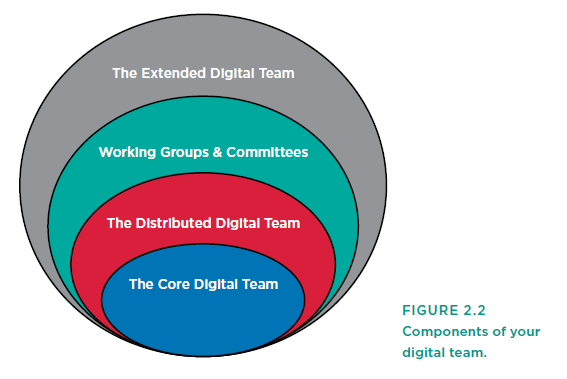 The Extended Digital Team
Working Groups & Committees
The Distributed Digital Team
The Core Digital Team
FIGURE 2.2
Components of your
digital team.